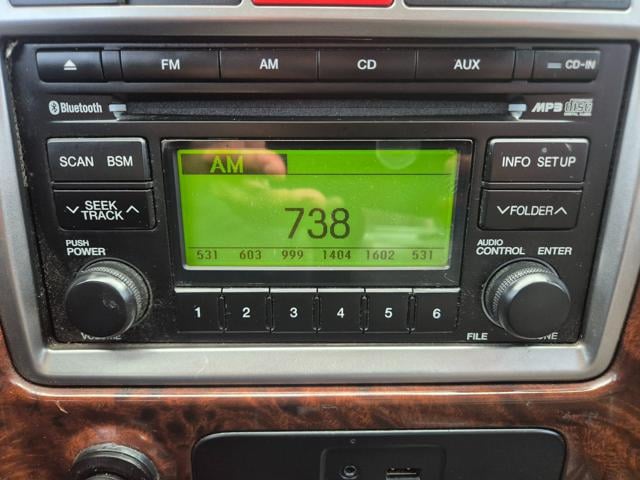 FM AM CD AUX CD-IN
Bluetooth MP3 disc
SCAN BSM AM INFO SETUP
SEEK TRACK 738 FOLDER
531 603 999 1404 1602 531
PUSH POWER AUDIO CONTROL ENTER
1 2 3 4 5 6
VOLUME FILE